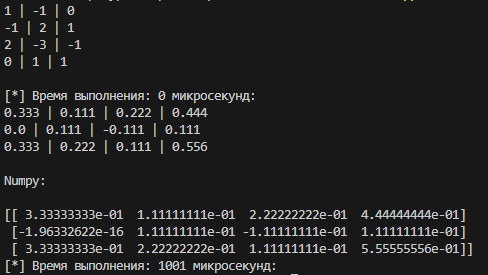 1 | -1 | 0
-1 | 2 | 1
2 | -3 | -1
0 | 1 | 1
[*] Время выполнения: 0 микросекунд:
0.333 | 0.111 | 0.222 | 0.444
0.0 | 0.111 | -0.111 | 0.111
0.333 | 0.222 | 0.111 | 0.556
Numpy:
[[ 3.33333333e-01  1.11111111e-01  2.22222222e-01  4.44444444e-01]
 [-1.96332622e-16  1.11111111e-01 -1.11111111e-01  1.11111111e-01]
 [ 3.33333333e-01  2.22222222e-01  1.11111111e-01  5.55555556e-01]]
[*] Время выполнения: 1001 микросекунд: